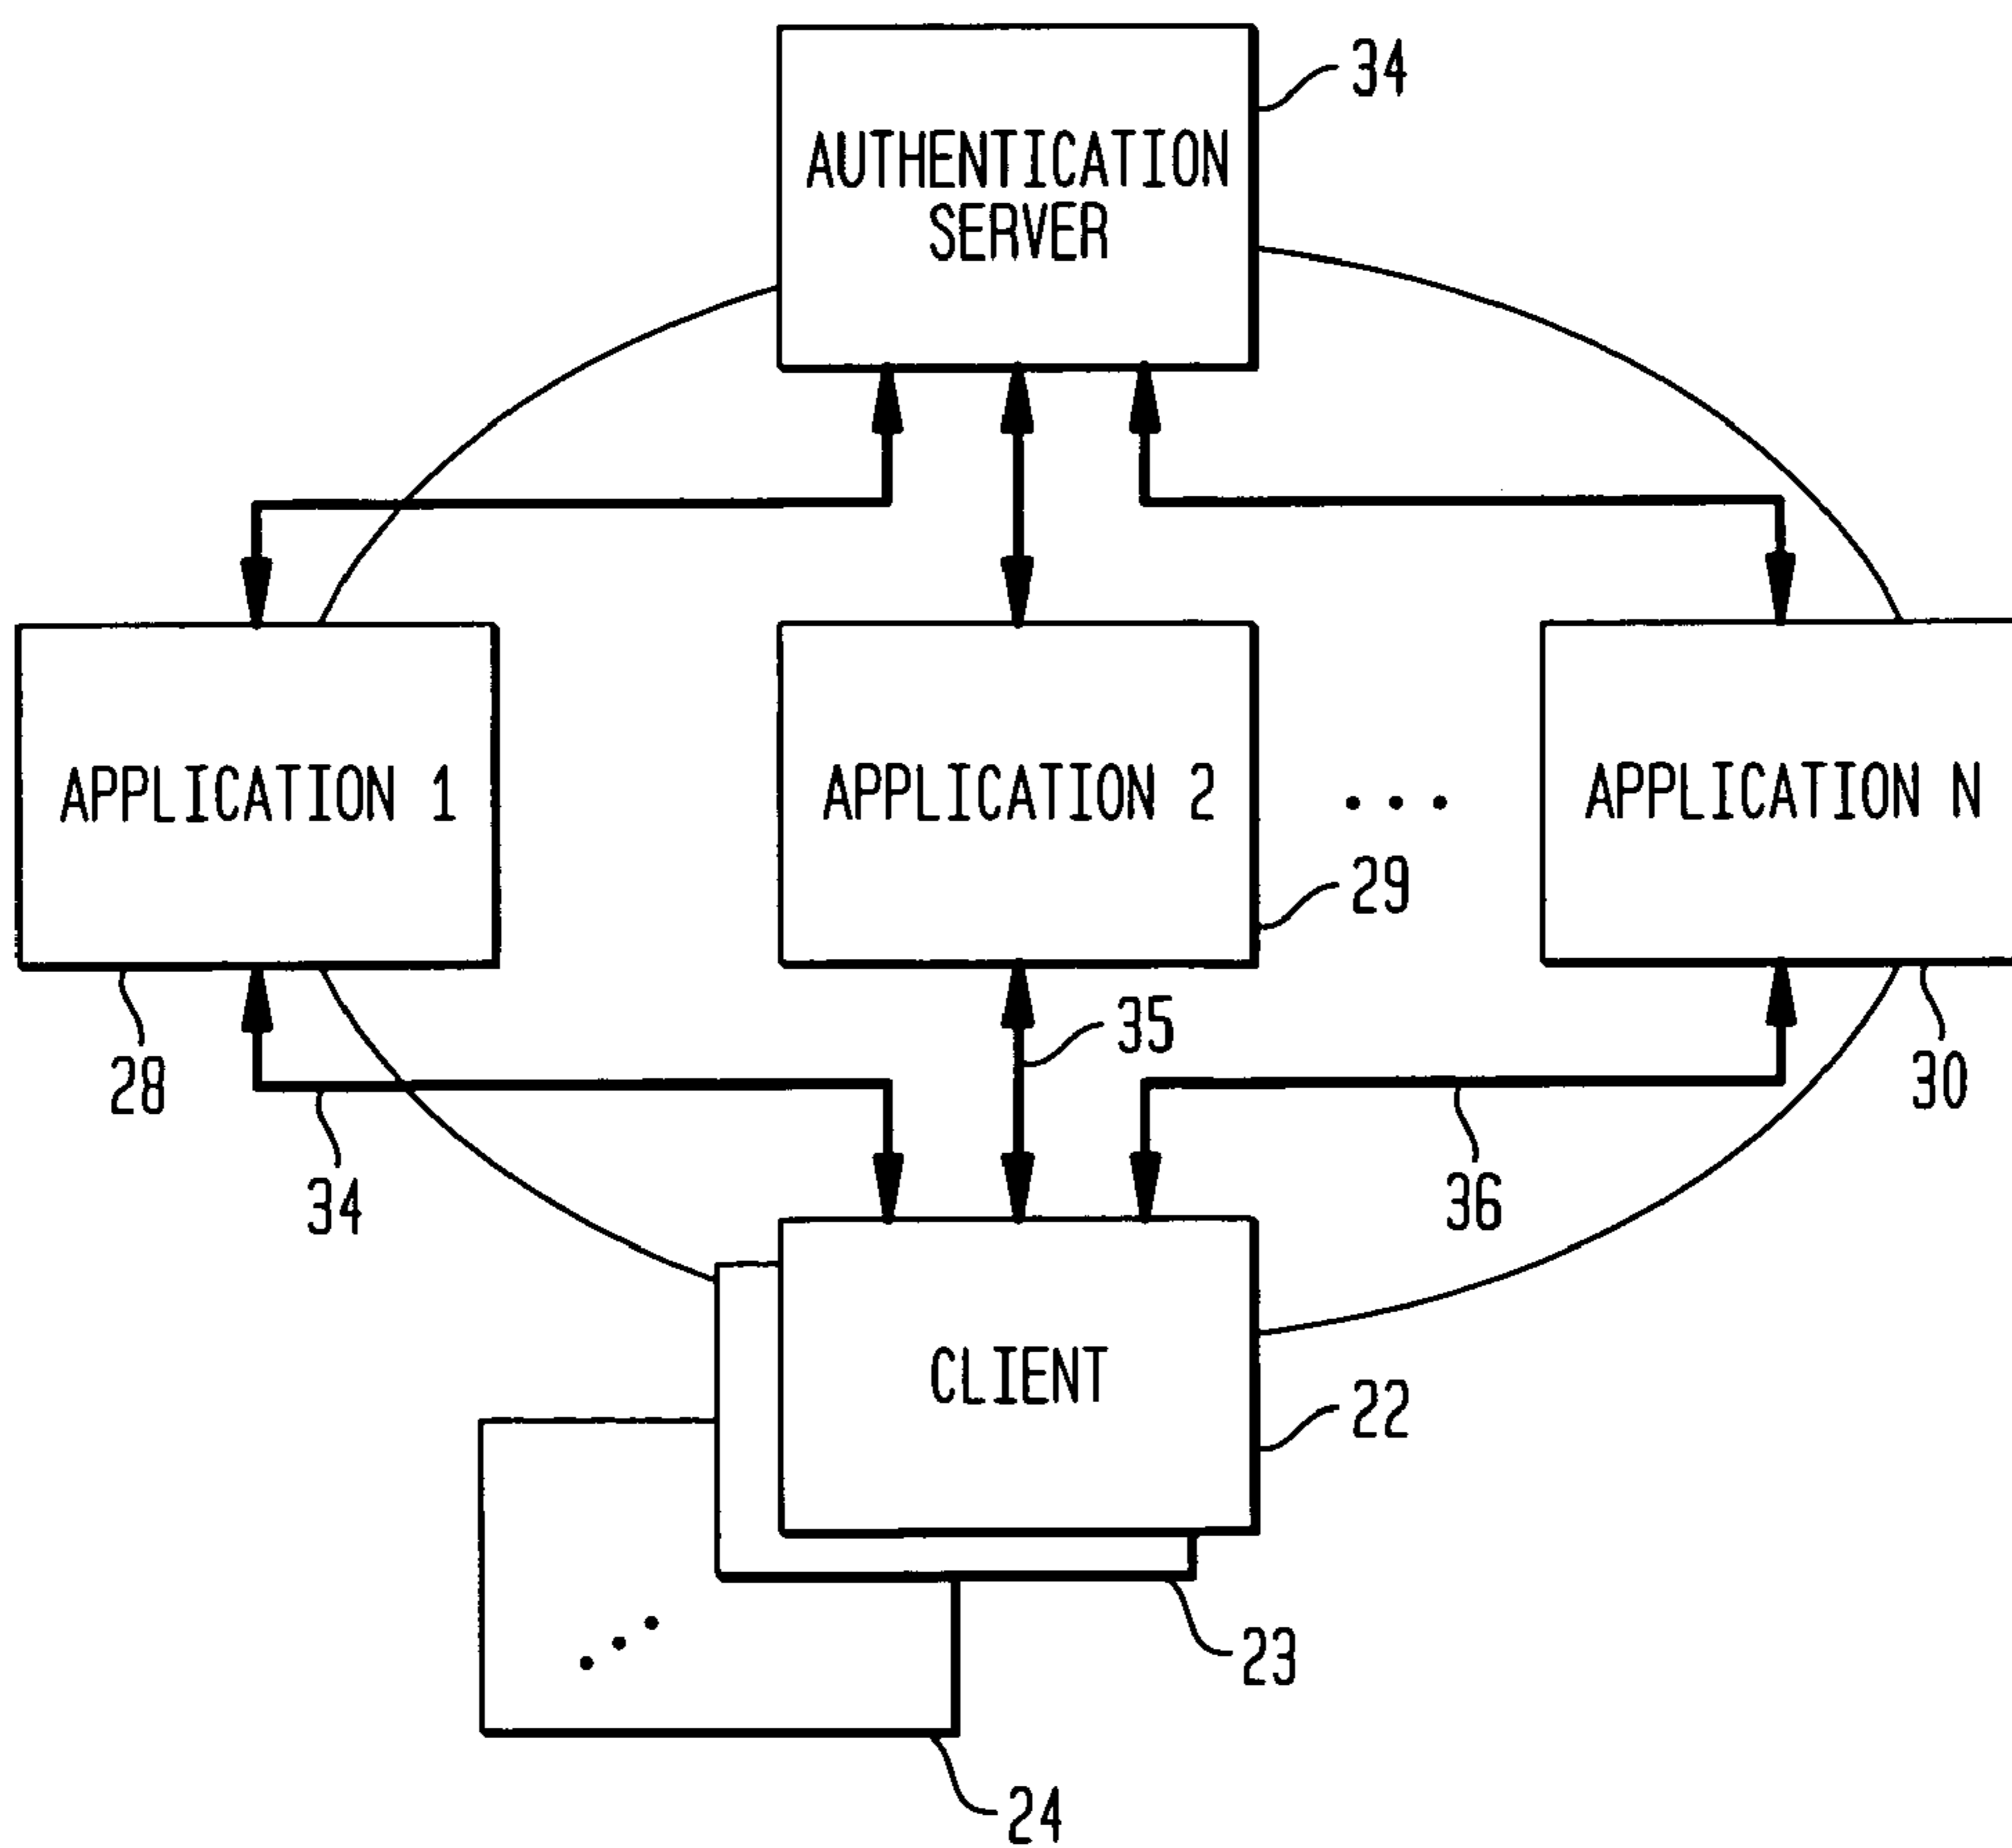 34
AUTHENTICATION
SERVER
APPLICATION 1
APPLICATION 2
APPLICATION N
29
35
28
30
34
36
CLIENT
22
23
24